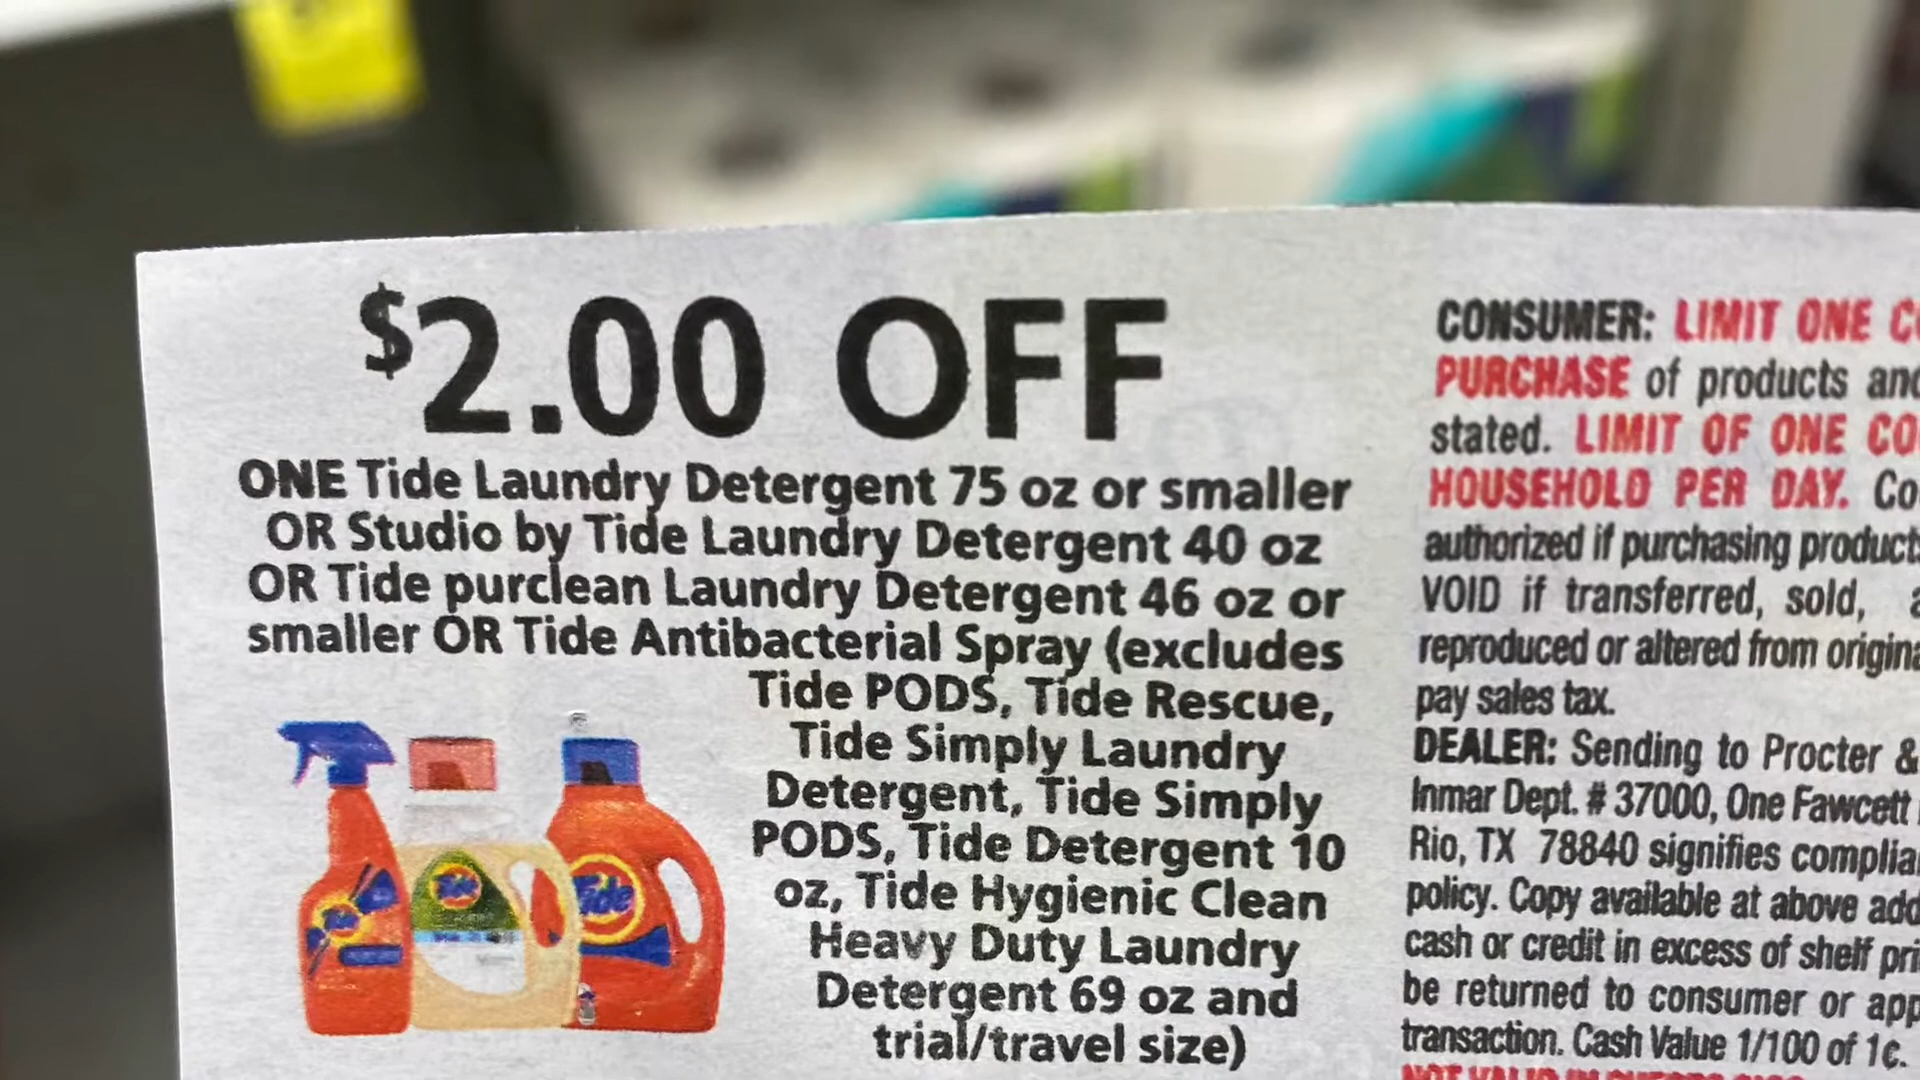 $2.00 OFF
ONE Tide Laundry Detergent 75 oz or smaller
OR Studio by Tide Laundry Detergent 40 oz
OR Tide purclean Laundry Detergent 46 oz or
smaller OR Tide Antibacterial Spray (excludes
Tide PODS, Tide Rescue,
Tide Simply Laundry
Detergent, Tide Simply
PODS, Tide Detergent 10
oz, Tide Hygienic Clean
Heavy Duty Laundry
Detergent 69 oz and
trial/travel size)
Tide
Tide
Tide
CONSUMER: LIMIT ONE
PURCHASE of products
stated. LIMIT OF ONE
HOUSEHOLD PER DAY.
authorized if purchasing
VOID if transferred, sold,
reproduced or altered from
pay sales tax.
DEALER: Sending to Procter &
Inmar Dept. # 37000, One Fawcett
Rio, TX 78840 signifies
policy. Copy available at above
cash or credit in excess of shelf
be returned to consumer or
transaction. Cash Value 1/100 of 1¢.